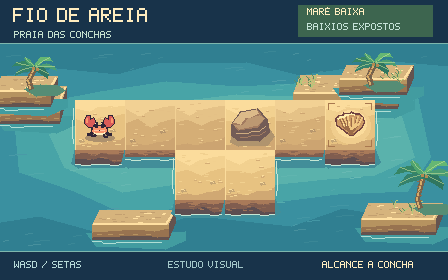 FIO DE AREIA
PRAIA DAS CONCHAS
MARÉ BAIXA
BAIXIOS EXPOSTOS
WASD / SETAS
ESTUDO VISUAL
ALCANCE A CONCHA